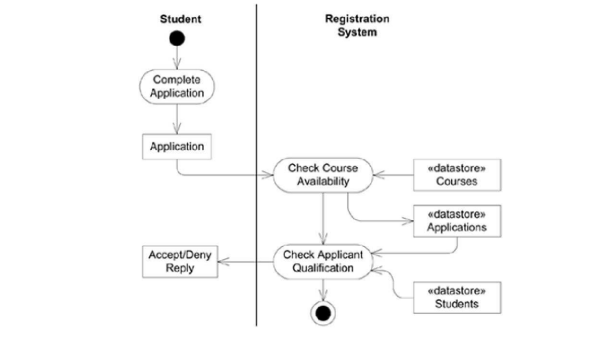 Student
Registration
System
Complete
Application
Application
Check Course
Availability
«datastore»
Courses
«datastore»
Applications
Accept/Deny
Reply
Check Applicant
Qualification
«datastore»
Students